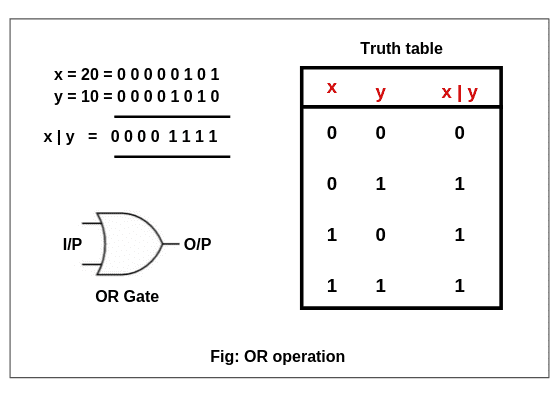 x = 20 = 0 0 0 0 0 1 0 1
y = 10 = 0 0 0 0 1 0 1 0
x | y = 0 0 0 0 1 1 1 1
I/P
O/P
OR Gate
Truth table
x y x | y
0 0 0
0 1 1
1 0 1
1 1 1
Fig: OR operation